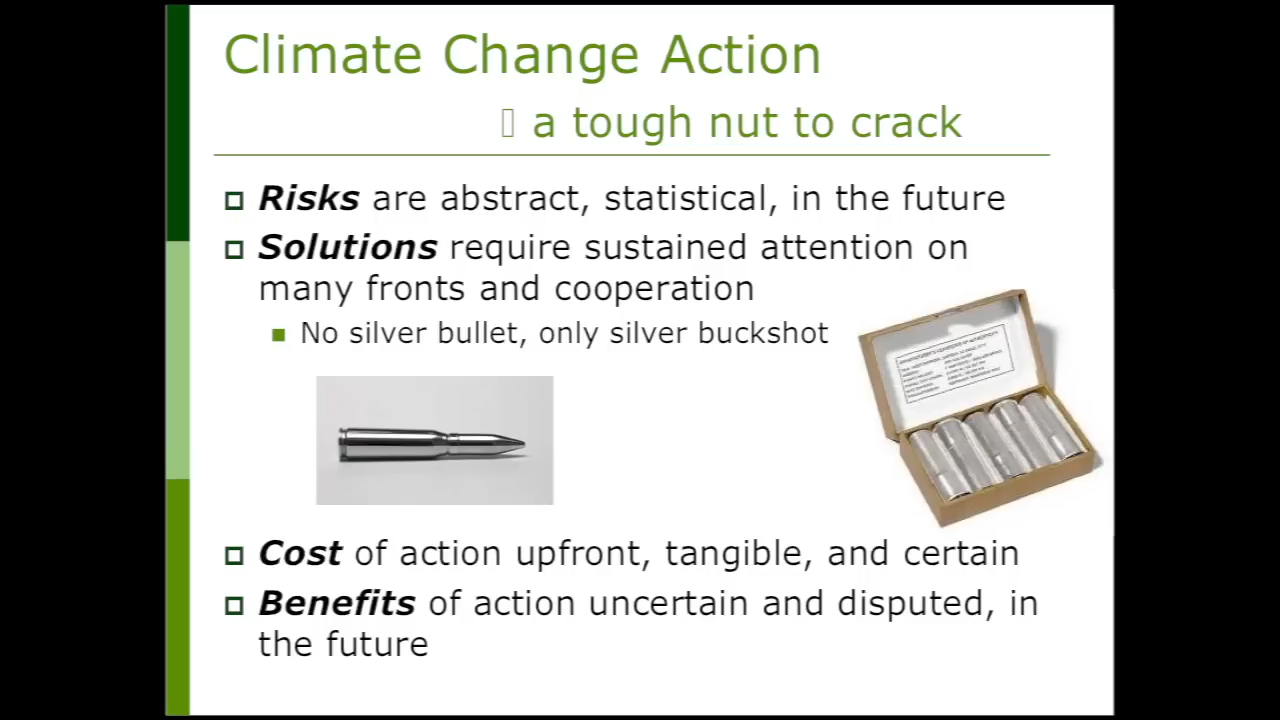 Climate Change Action
a tough nut to crack
Risks are abstract, statistical, in the future
Solutions require sustained attention on
many fronts and cooperation
No silver bullet, only silver buckshot
Cost of action upfront, tangible, and certain
Benefits of action uncertain and disputed, in
the future